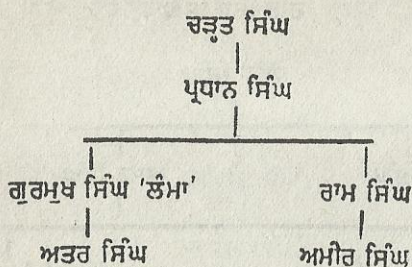 ਚੜ੍ਹਤ ਸਿੰਘ
ਪ੍ਰਧਾਨ ਸਿੰਘ
ਗੁਰਮੁਖ ਸਿੰਘ 'ਲੰਮਾ' ਰਾਮ ਸਿੰਘ
ਅਤਰ ਸਿੰਘ ਅਮੀਰ ਸਿੰਘ